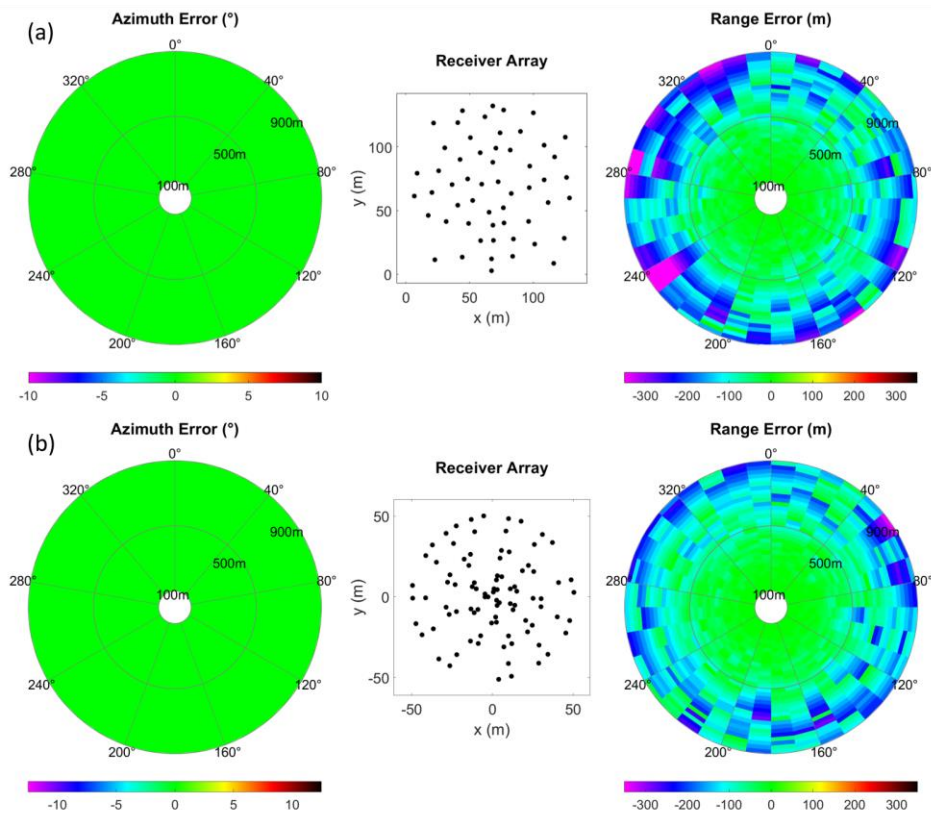 (a)
Azimuth Error (°)
0°
40°
80°
120°
160°
200°
240°
280°
320°
900m
500m
100m
-10 -5 0 5 10
Receiver Array
y (m)
100
50
0
0 50 100
x (m)
Range Error (m)
0°
40°
80°
120°
160°
200°
240°
280°
320°
900m
500m
100m
-300 -200 -100 0 100 200 300
(b)
Azimuth Error (°)
0°
40°
80°
120°
160°
200°
240°
280°
320°
900m
500m
100m
-10 -5 0 5 10
Receiver Array
y (m)
50
0
-50
-50 0 50
x (m)
Range Error (m)
0°
40°
80°
120°
160°
200°
240°
280°
320°
900m
500m
100m
-300 -200 -100 0 100 200 300